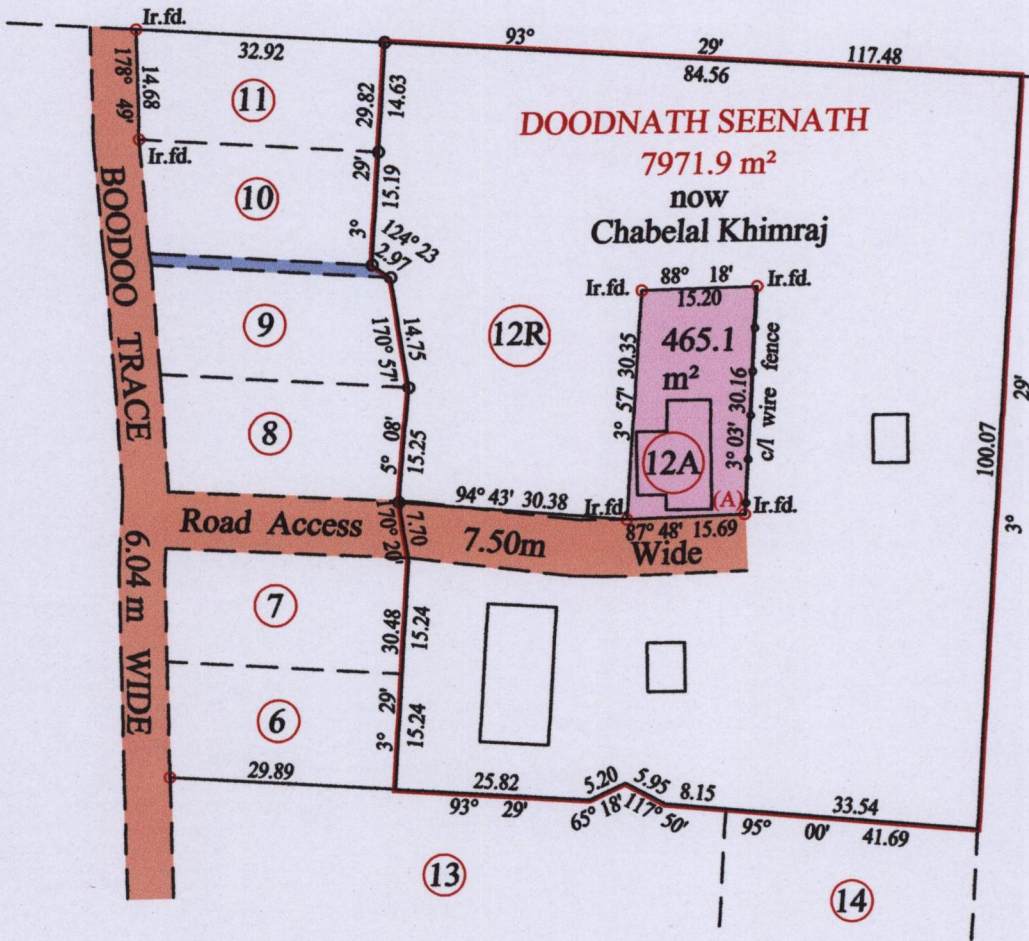 Ir.fd.
32.92
93° 29' 117.48
84.56
178° 49'
14.68
11
29.82
14.63
Ir.fd.
DOODNATH SEENATH
7971.9 m²
now
Chabelal Khimraj
10
3° 29'
15.19
124° 23
2.97
BOODOO TRACE 6.04 m WIDE
9
170° 57'
14.75
12R
Ir.fd.
88° 18'
15.20
Ir.fd.
465.1
m²
3° 57' 30.35
3° 03' 30.16
c/l wire fence
12A
(A)
8
5° 08'
15.25
3° 29'
100.07
Road Access 7.50m Wide
94° 43' 30.38
Ir.fd.
87° 48' 15.69
Ir.fd.
170° 20'
7.70
7
3° 29' 30.48
15.24
6
15.24
29.89
25.82
93° 29'
5.20
65° 18'
5.95
117° 50'
8.15
33.54
95° 00' 41.69
13
14